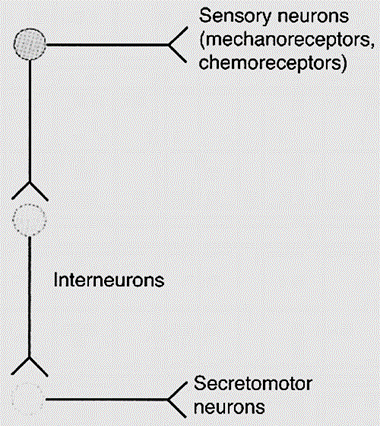 Sensory neurons
(mechanoreceptors,
chemoreceptors)
Interneurons
Secretomotor
neurons